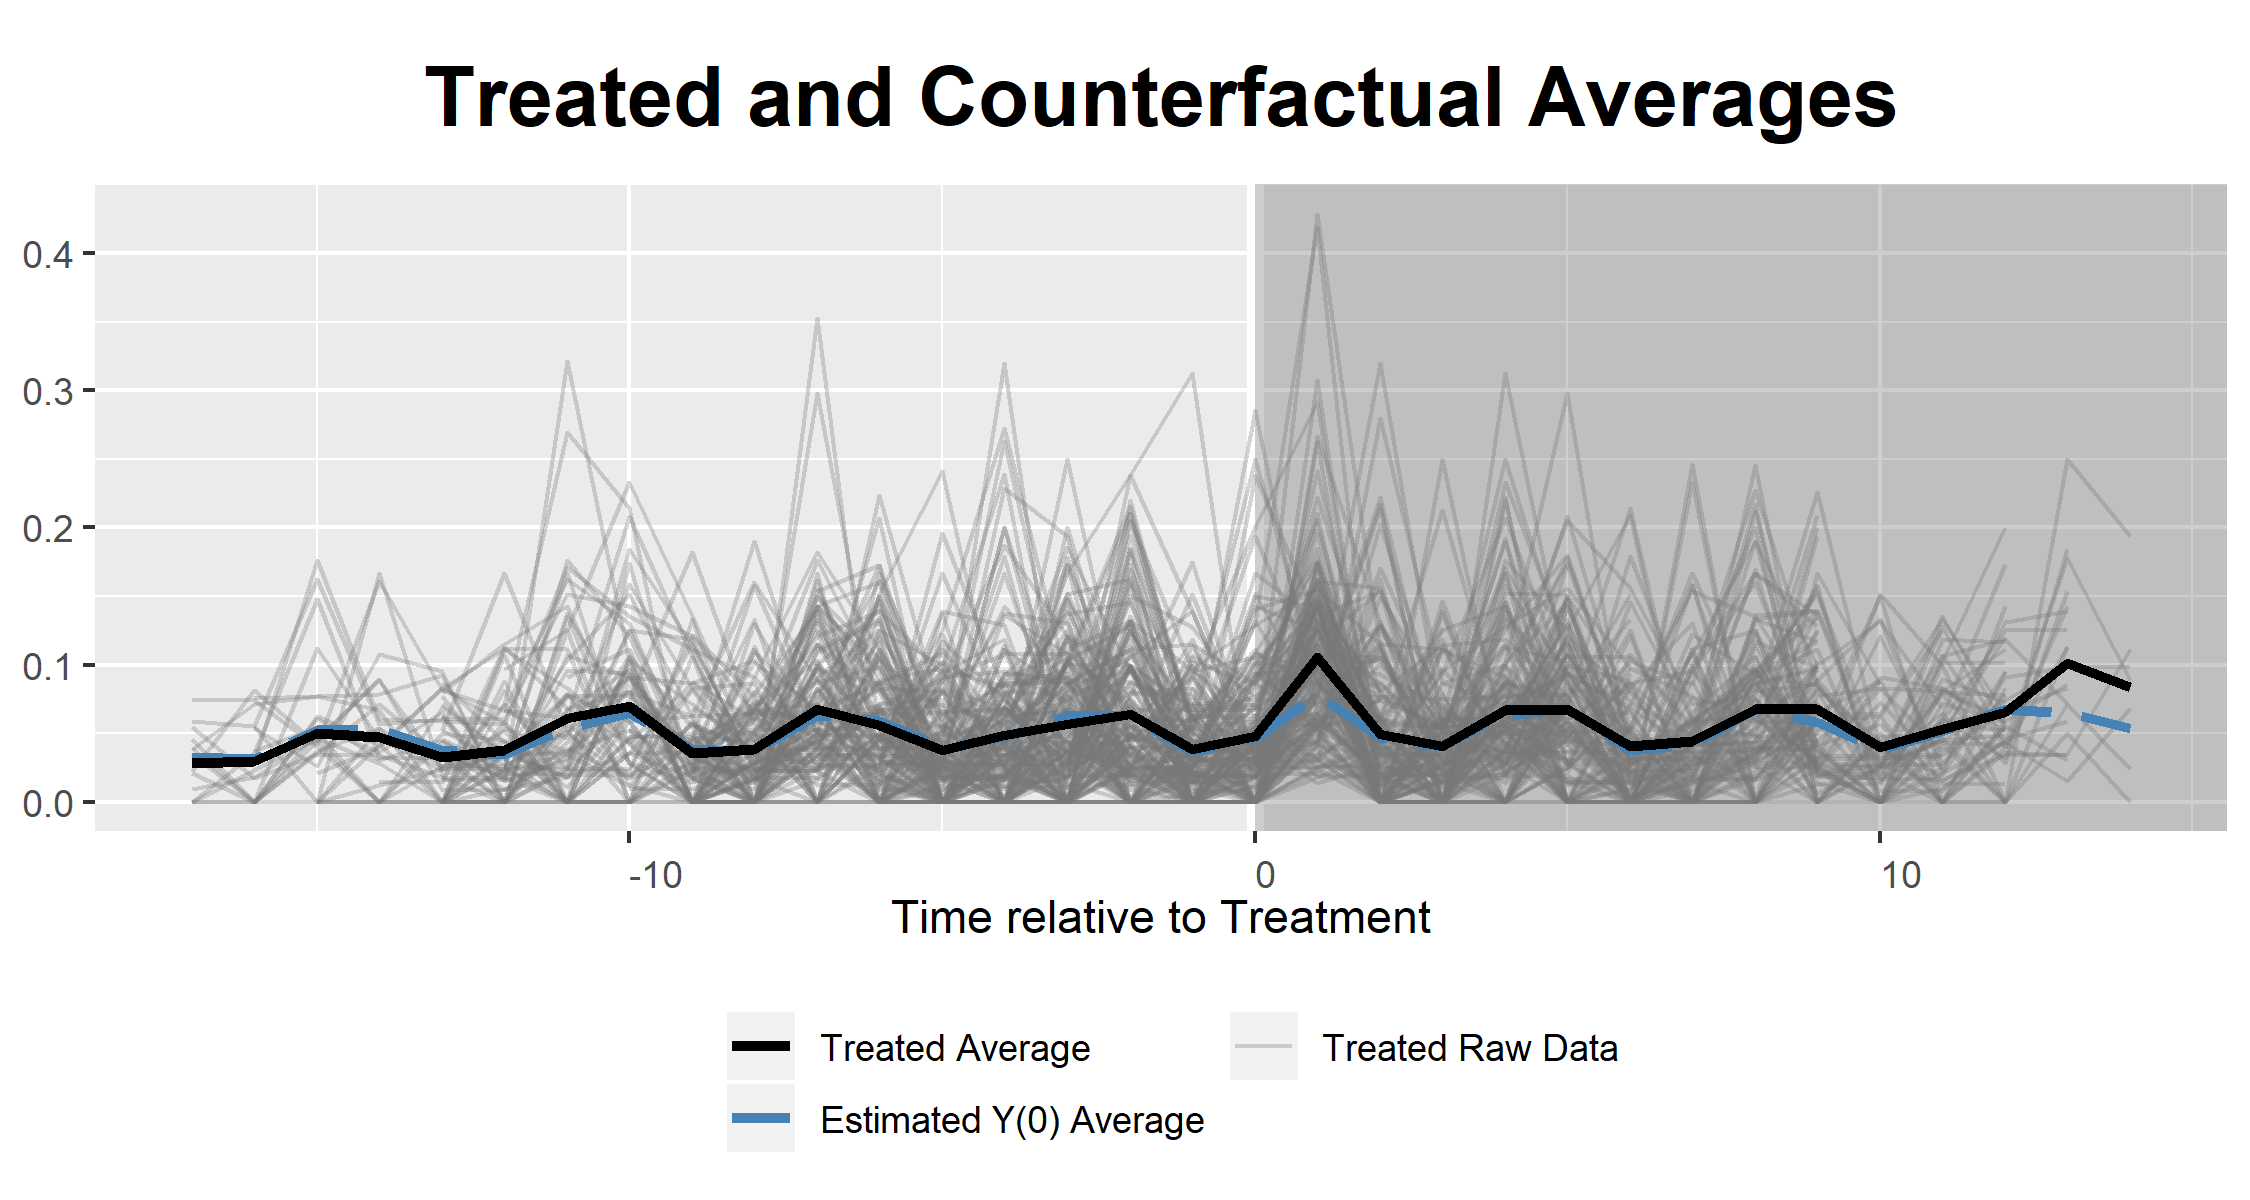 Treated and Counterfactual Averages
0.4
0.3
0.2
0.1
0.0
-10 0 10
Time relative to Treatment
Treated Average Treated Raw Data
Estimated Y(0) Average